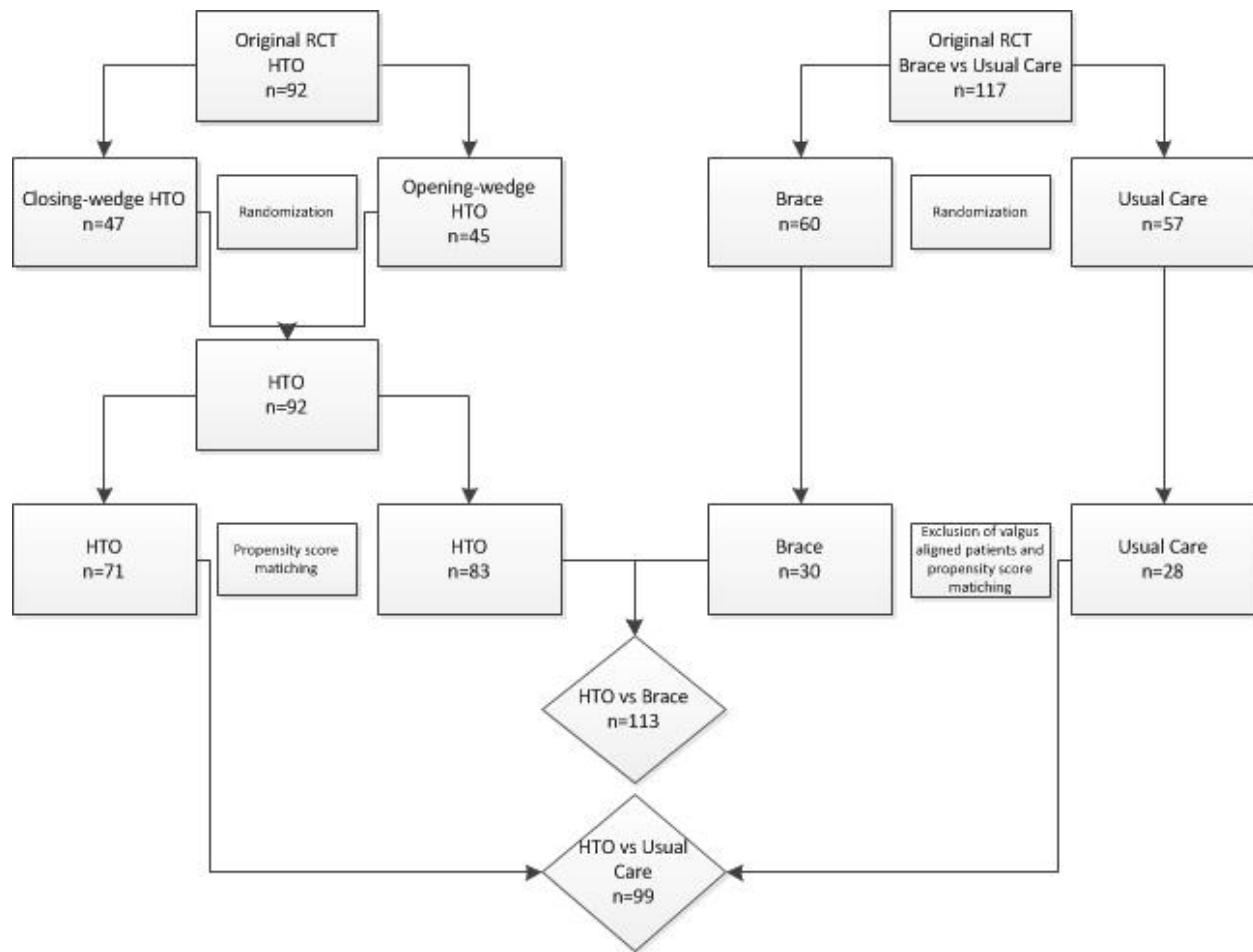 Original RCT
HTO
n=92
Original RCT
Brace vs Usual Care
n=117
Closing-wedge HTO
n=47
Randomization
Opening-wedge
HTO
n=45
Brace
n=60
Randomization
Usual Care
n=57
HTO
n=92
HTO
n=71
Propensity score
matiching
HTO
n=83
Brace
n=30
Exclusion of valgus
aligned patients and
propensity score
matiching
Usual Care
n=28
HTO vs Brace
n=113
HTO vs Usual
Care
n=99